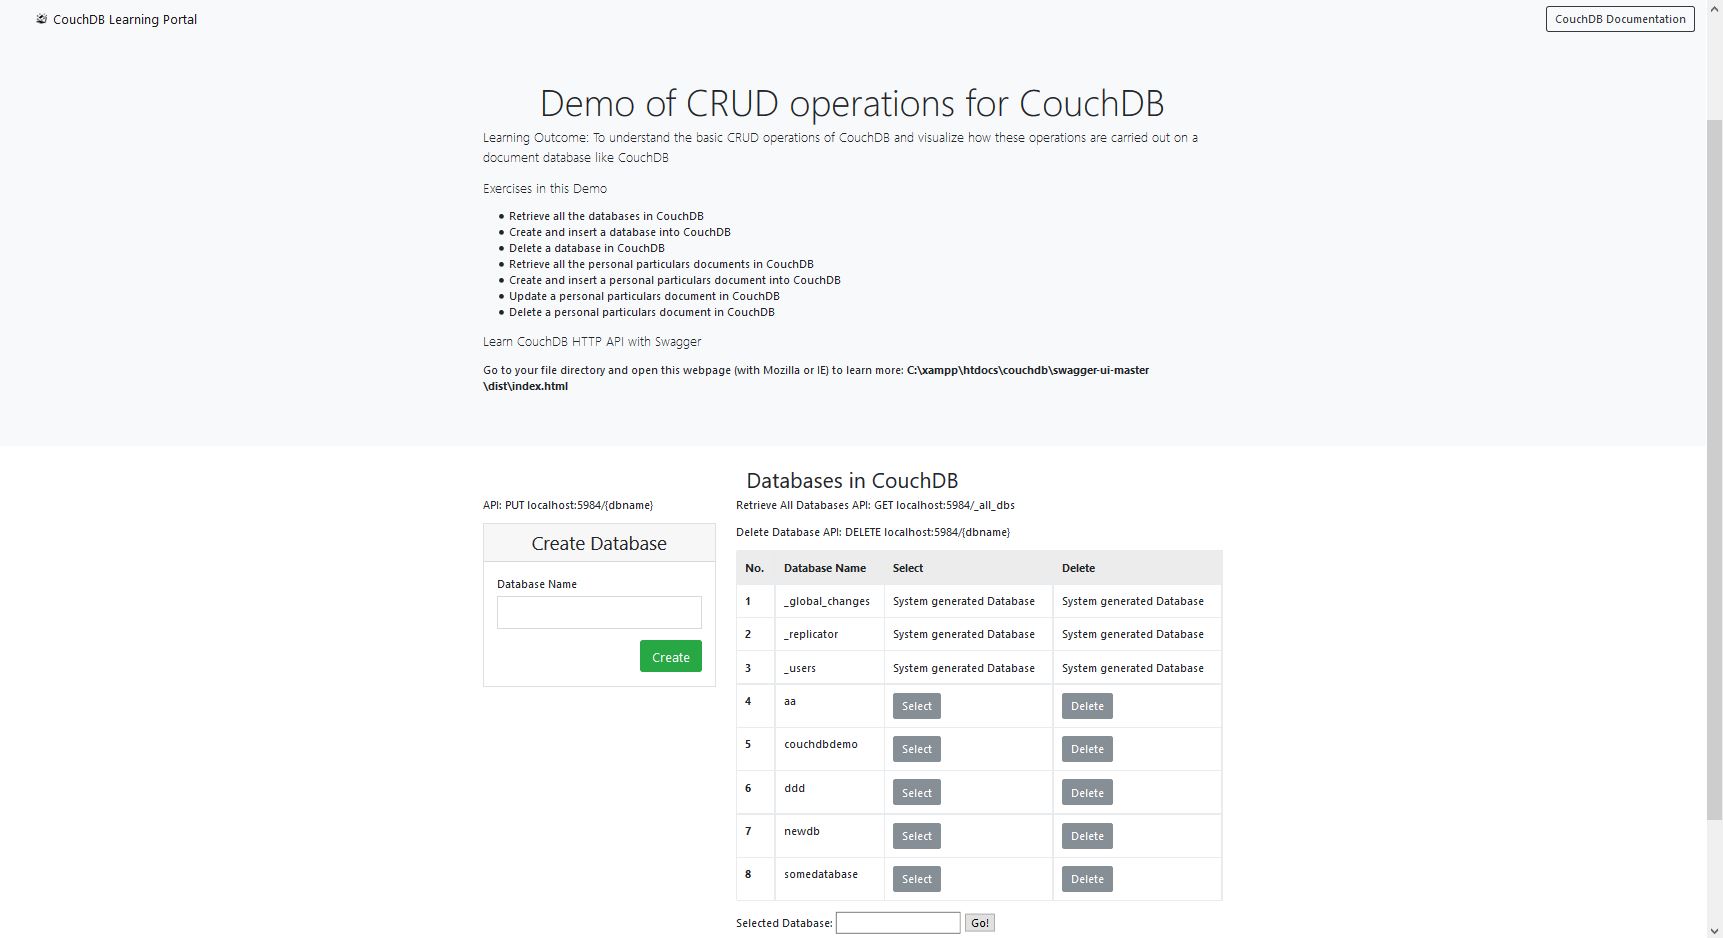 CouchDB Learning Portal
CouchDB Documentation
Demo of CRUD operations for CouchDB
Learning Outcome: To understand the basic CRUD operations of CouchDB and visualize how these operations are carried out on a
document database like CouchDB
Exercises in this Demo
• Retrieve all the databases in CouchDB
• Create and insert a database into CouchDB
• Delete a database in CouchDB
• Retrieve all the personal particulars documents in CouchDB
• Create and insert a personal particulars document into CouchDB
• Update a personal particulars document in CouchDB
• Delete a personal particulars document in CouchDB
Learn CouchDB HTTP API with Swagger
Go to your file directory and open this webpage (with Mozilla or IE) to learn more: C:\xampp\htdocs\couchdb\swagger-ui-master
\dist\index.html
API: PUT localhost:5984/{dbname}
Create Database
Database Name
Create
Databases in CouchDB
Retrieve All Databases API: GET localhost:5984/_all_dbs
Delete Database API: DELETE localhost:5984/{dbname}
No. Database Name Select Delete
1 _global_changes System generated Database System generated Database
2 _replicator System generated Database System generated Database
3 _users System generated Database System generated Database
4 aa Select Delete
5 couchdbdemo Select Delete
6 ddd Select Delete
7 newdb Select Delete
8 somedatabase Select Delete
Selected Database: Go!